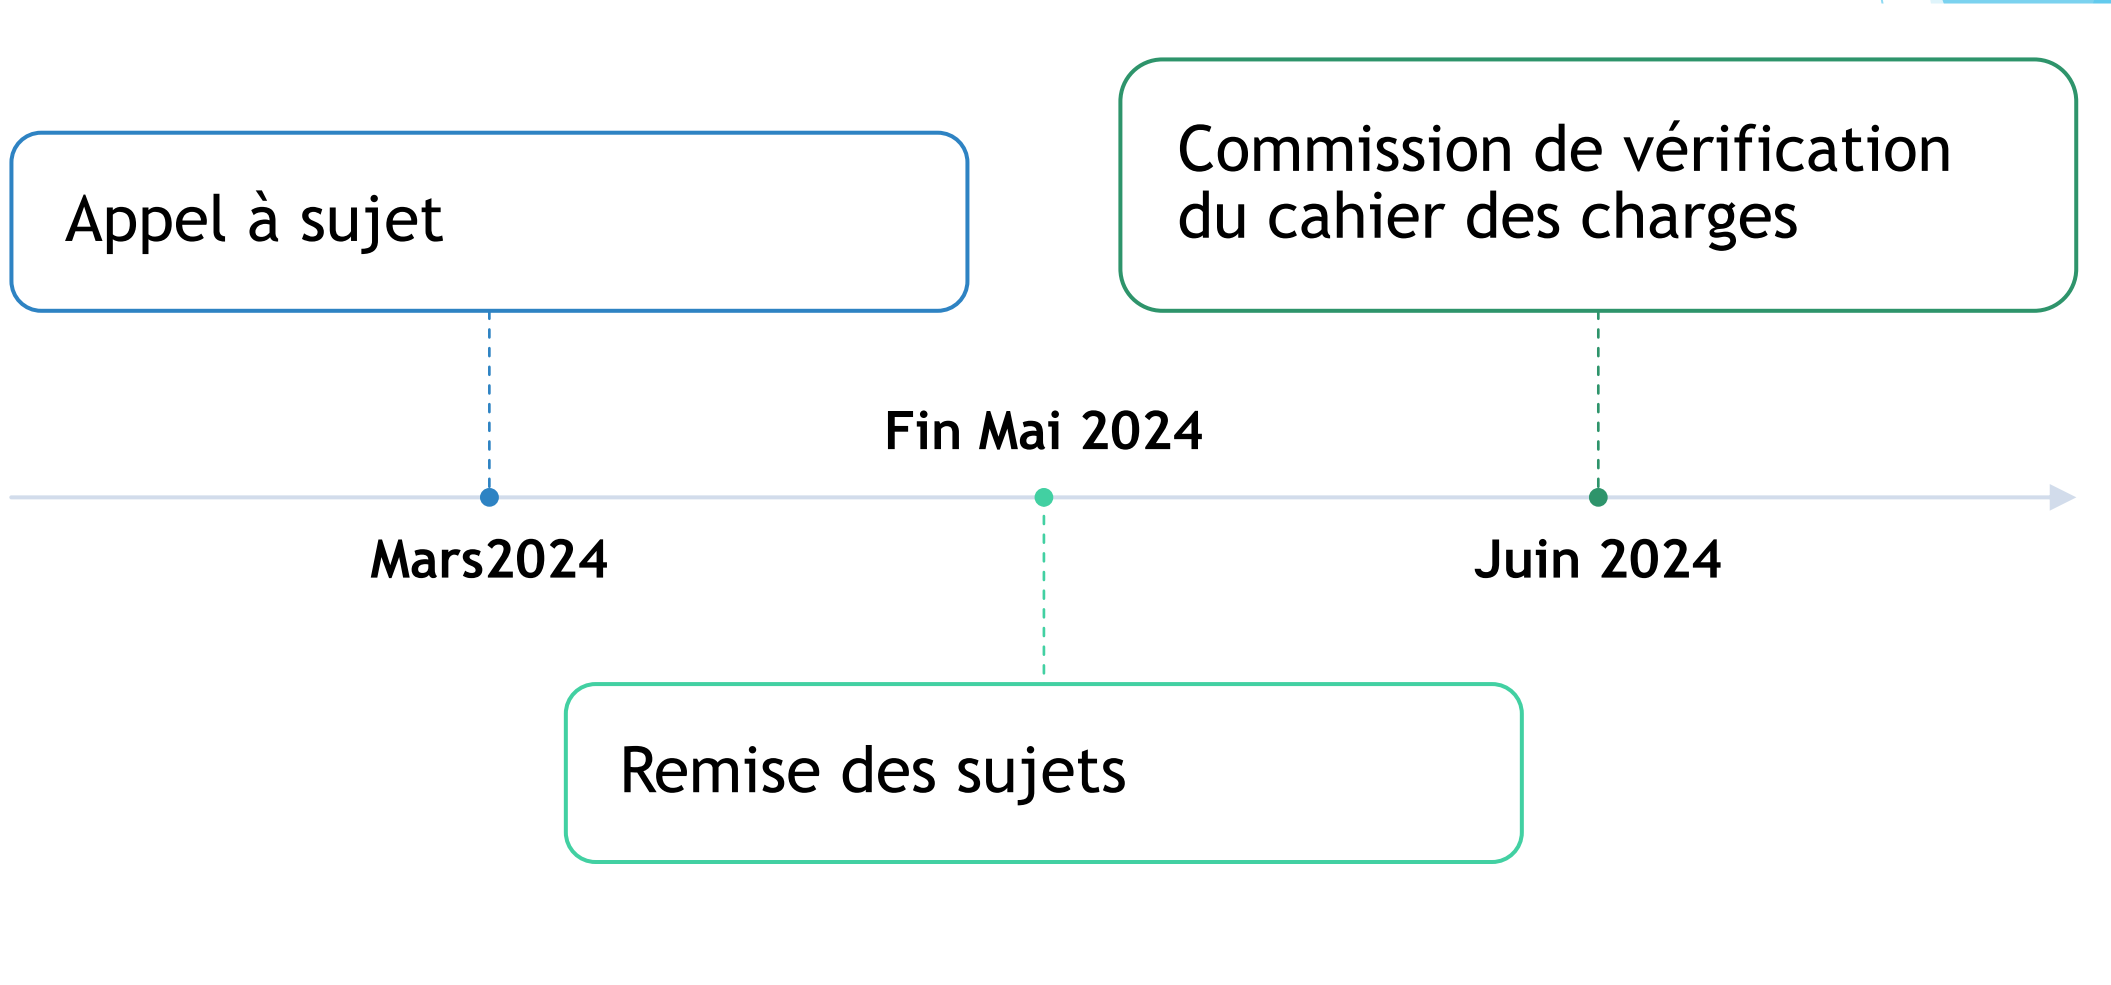 Appel à sujet
Commission de vérification
du cahier des charges
Fin Mai 2024
Mars2024
Juin 2024
Remise des sujets